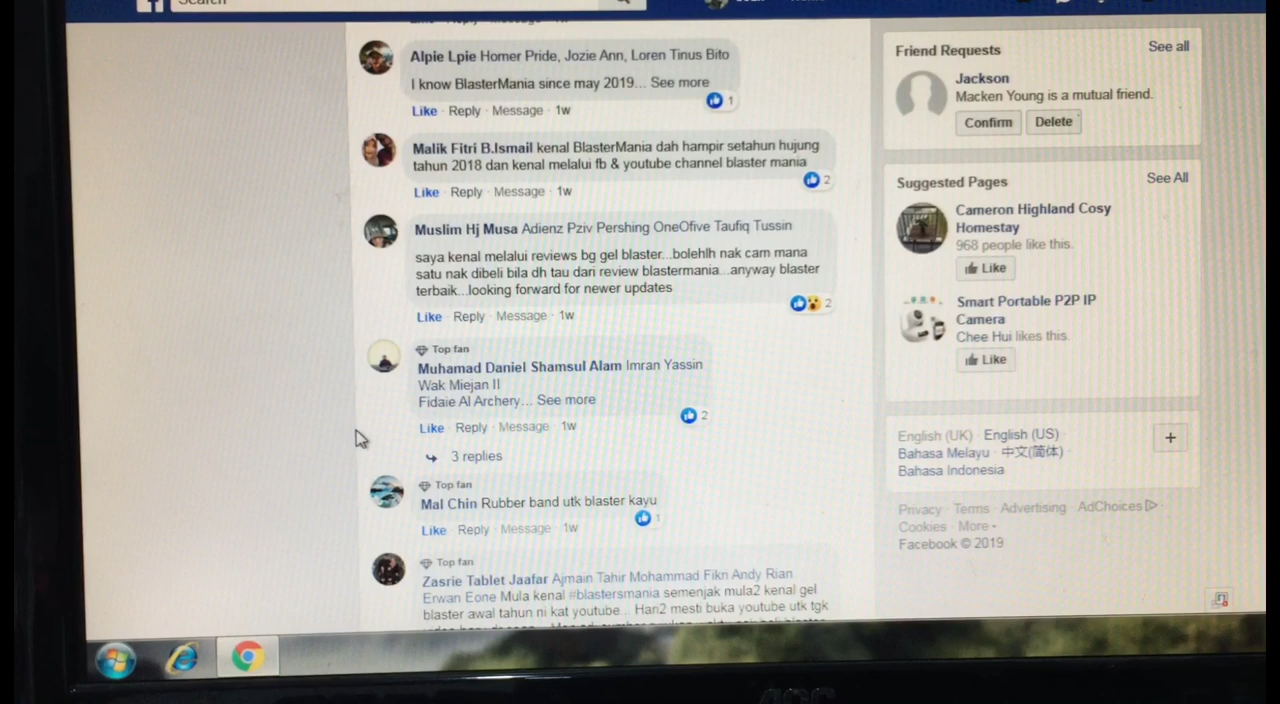 Search
Alpie Lpie Homer Pride, Jozie Ann, Loren Tinus Bito
I know BlasterMania since may 2019... See more
1
Like · Reply · Message · 1w
Malik Fitri B.Ismail kenal BlasterMania dah hampir setahun hujung
tahun 2018 dan kenal melalui fb & youtube channel blaster mania
2
Like · Reply · Message · 1w
Muslim Hj Musa Adienz Pziv Pershing OneOfive Taufiq Tussin
saya kenal melalui reviews bg gel blaster...bolehlh nak cam mana
satu nak dibeli bila dh tau dari review blastermania...anyway blaster
terbaik...looking forward for newer updates
2
Like · Reply · Message · 1w
Top fan
Muhamad Daniel Shamsul Alam Imran Yassin
Wak Miejan II
Fidaie Al Archery... See more
2
Like · Reply · Message · 1w
3 replies
Top fan
Mal Chin Rubber band utk blaster kayu
1
Like · Reply · Message · 1w
Top fan
Zasrie Tablet Jaafar Ajmain Tahir Mohammad Fikri Andy Rian
Erwan Eone Mula kenal #blastersmania semenjak mula2 kenal gel
blaster awal tahun ni kat youtube... Hari2 mesti buka youtube utk tgk
Friend Requests
See all
Jackson
Macken Young is a mutual friend.
Confirm
Delete
Suggested Pages
See All
Cameron Highland Cosy
Homestay
968 people like this.
Like
Smart Portable P2P IP
Camera
Chee Hui likes this.
Like
English (UK) · English (US) ·
Bahasa Melayu · 中文(简体) ·
Bahasa Indonesia
+
Privacy · Terms · Advertising · AdChoices ·
Cookies · More
Facebook © 2019
AOC